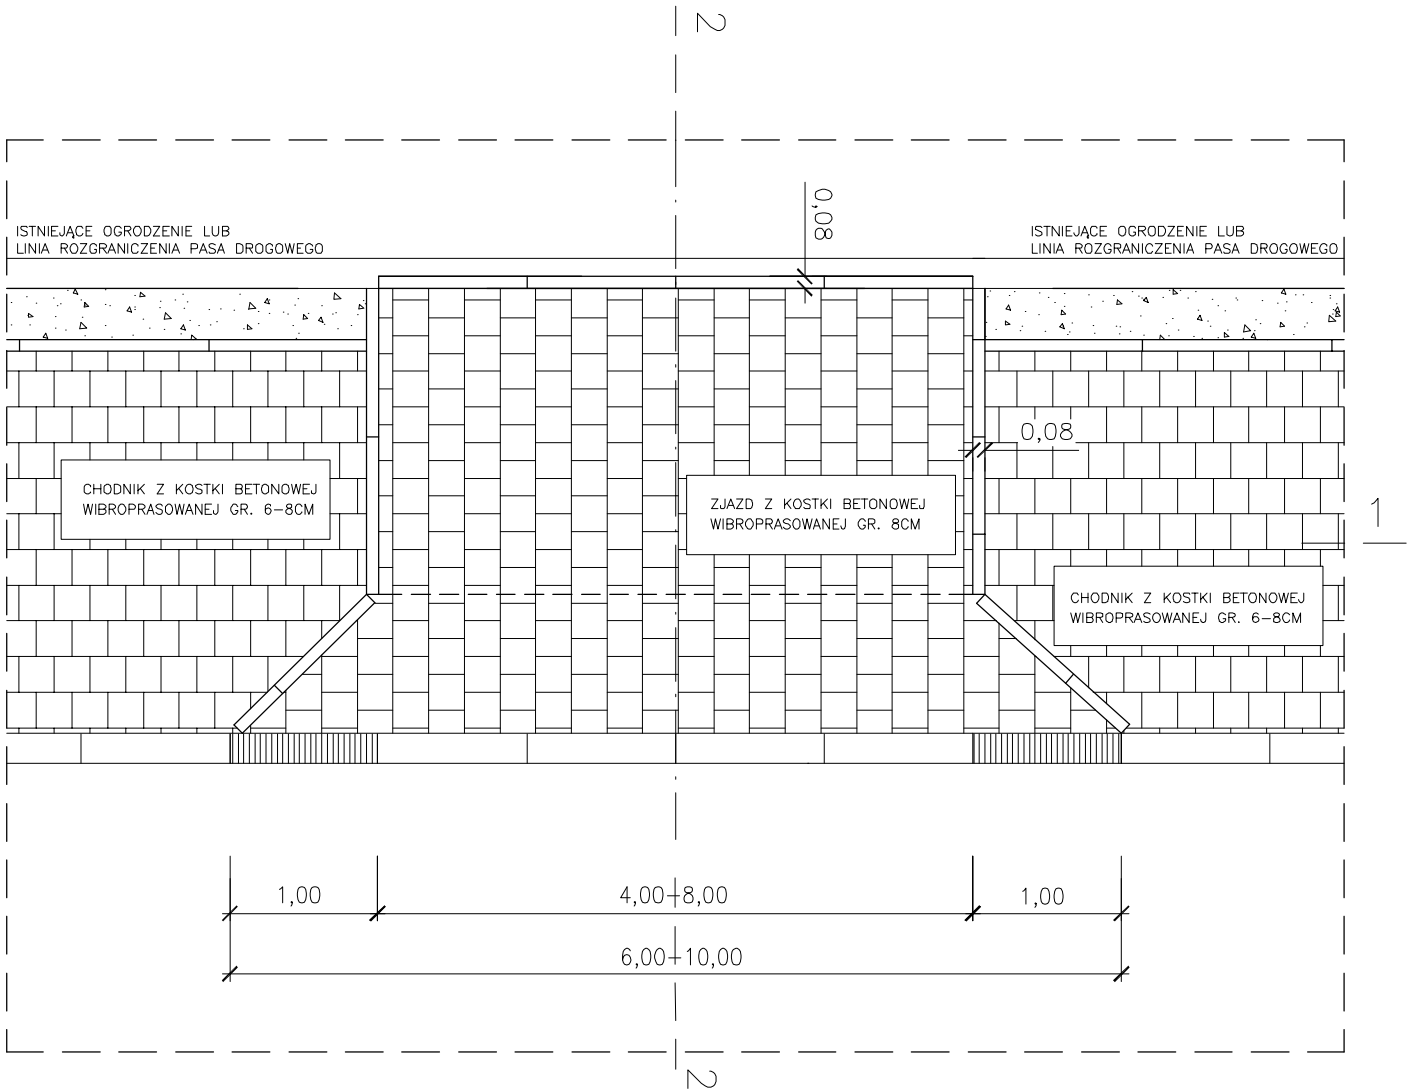 2
0,08
ISTNIEJĄCE OGRODZENIE LUB
LINIA ROZGRANICZENIA PASA DROGOWEGO
ISTNIEJĄCE OGRODZENIE LUB
LINIA ROZGRANICZENIA PASA DROGOWEGO
0,08
CHODNIK Z KOSTKI BETONOWEJ
WIBROPRASOWANEJ GR. 6-8CM
ZJAZD Z KOSTKI BETONOWEJ
WIBROPRASOWANEJ GR. 8CM
1
CHODNIK Z KOSTKI BETONOWEJ
WIBROPRASOWANEJ GR. 6-8CM
1,00
4,00÷8,00
1,00
6,00÷10,00
2